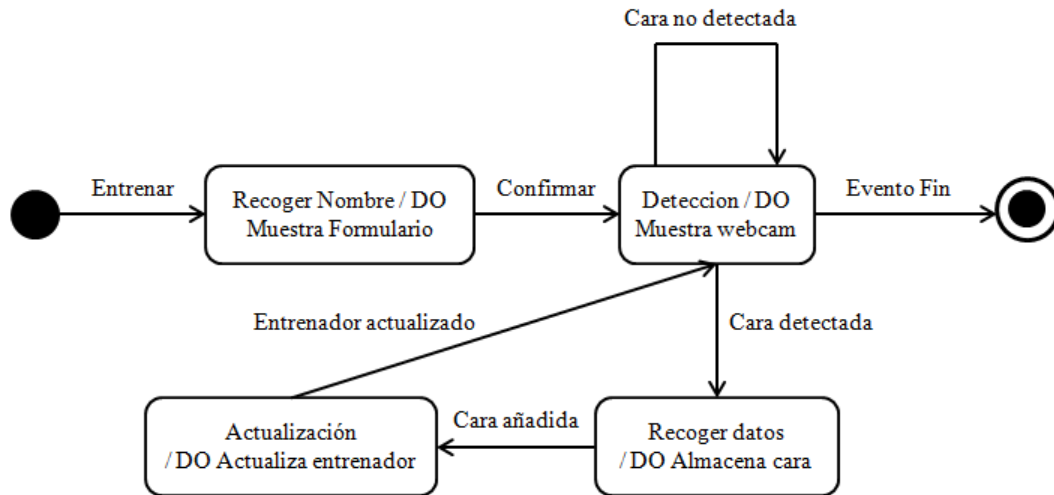 Cara no detectada
Entrenar
Recoger Nombre / DO
Muestra Formulario
Confirmar
Deteccion / DO
Muestra webcam
Evento Fin
Entrenador actualizado
Cara detectada
Actualización
/ DO Actualiza entrenador
Cara añadida
Recoger datos
/ DO Almacena cara